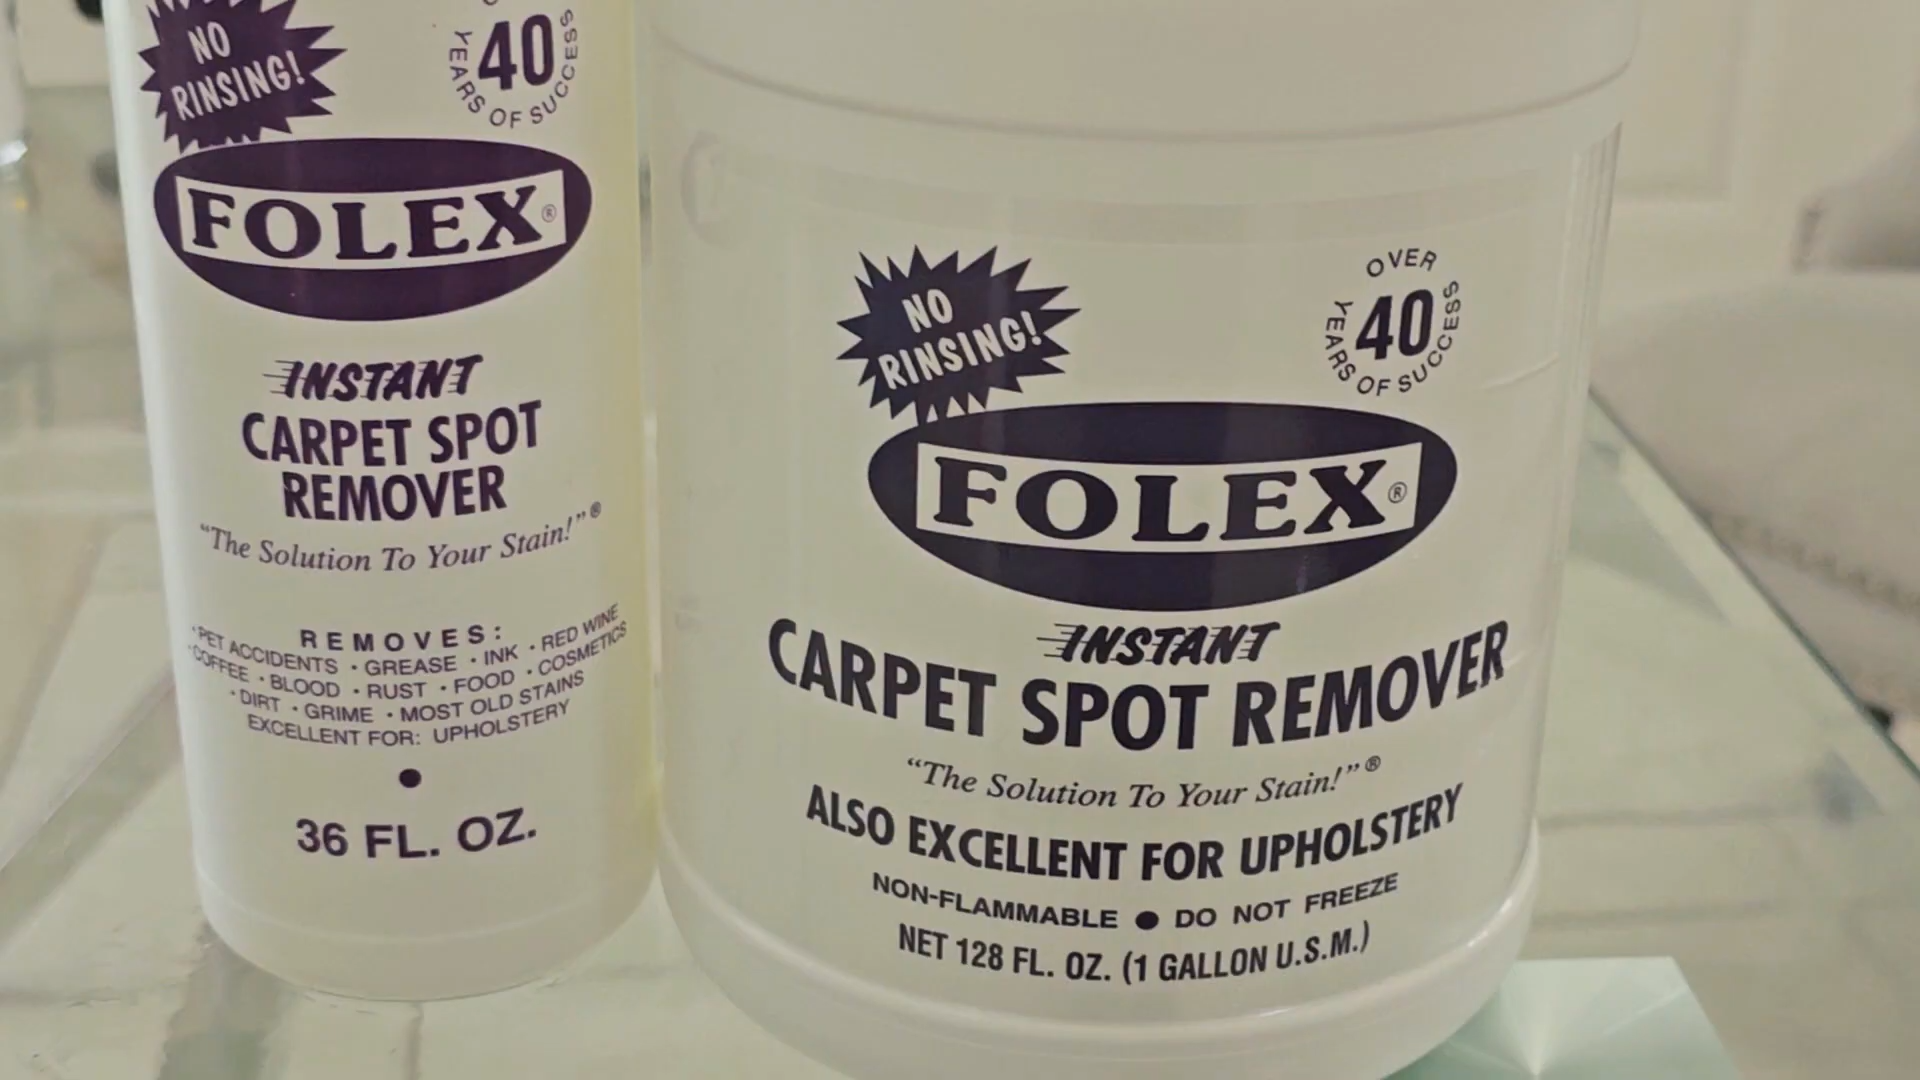 NO
RINSING!
40
YEARS OF SUCCESS
FOLEX®
INSTANT
CARPET SPOT
REMOVER
"The Solution To Your Stain!"®
REMOVES:
·PET ACCIDENTS ·GREASE ·INK ·RED WINE
·COFFEE ·BLOOD ·RUST ·FOOD ·COSMETICS
·DIRT ·GRIME ·MOST OLD STAINS
EXCELLENT FOR: UPHOLSTERY
●
36 FL. OZ.
NO
RINSING!
OVER
40
YEARS OF SUCCESS
FOLEX®
INSTANT
CARPET SPOT REMOVER
"The Solution To Your Stain!"®
ALSO EXCELLENT FOR UPHOLSTERY
NON-FLAMMABLE ● DO NOT FREEZE
NET 128 FL. OZ. (1 GALLON U.S.M.)